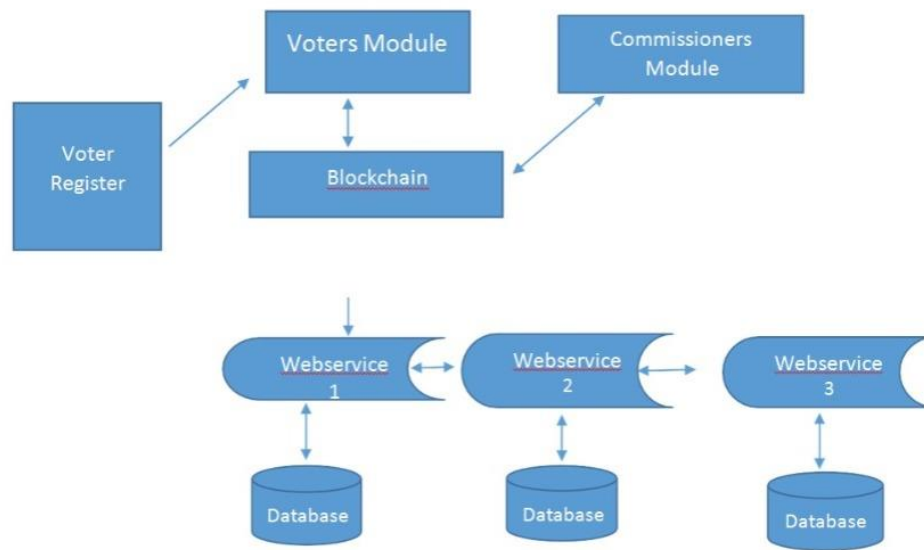 Voters Module
Commissioners
Module
Voter
Register
Blockchain
Webservice
1
Webservice
2
Webservice
3
Database
Database
Database